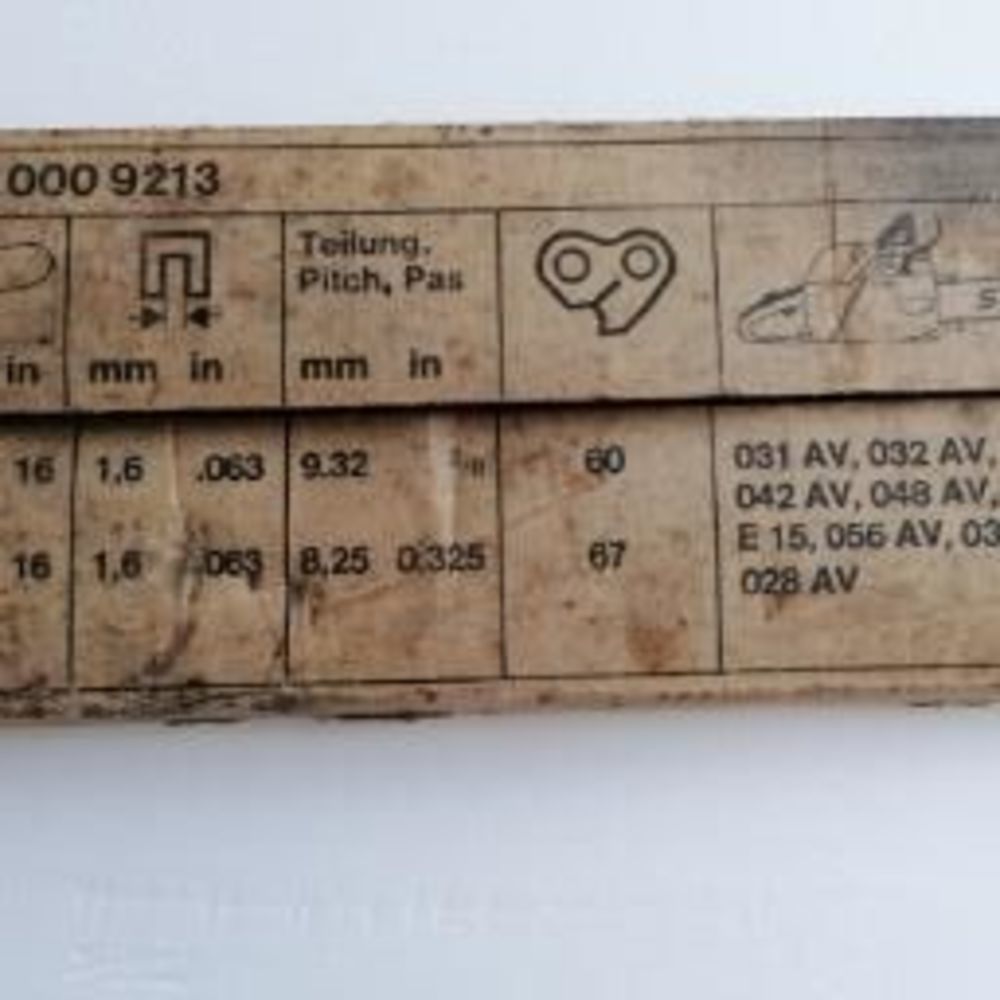 000 9213
Teilung.
Pitch, Pas
in mm in mm in
16 1,6 .063 9.32 60 031 AV, 032 AV,
042 AV, 048 AV,
E 15, 056 AV, 03
16 1,6 .063 8,25 0.325 67
028 AV